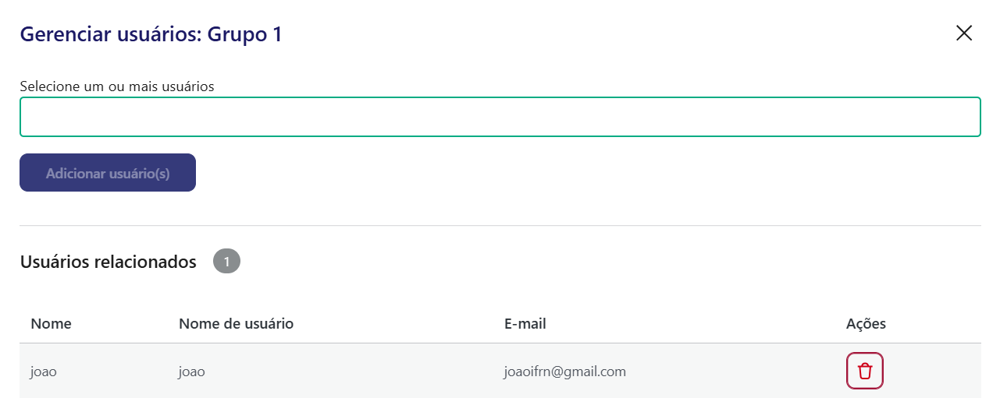 Gerenciar usuários: Grupo 1
Selecione um ou mais usuários
Adicionar usuário(s)
Usuários relacionados 1
Nome Nome de usuário E-mail Ações
joao joao joaoifrn@gmail.com